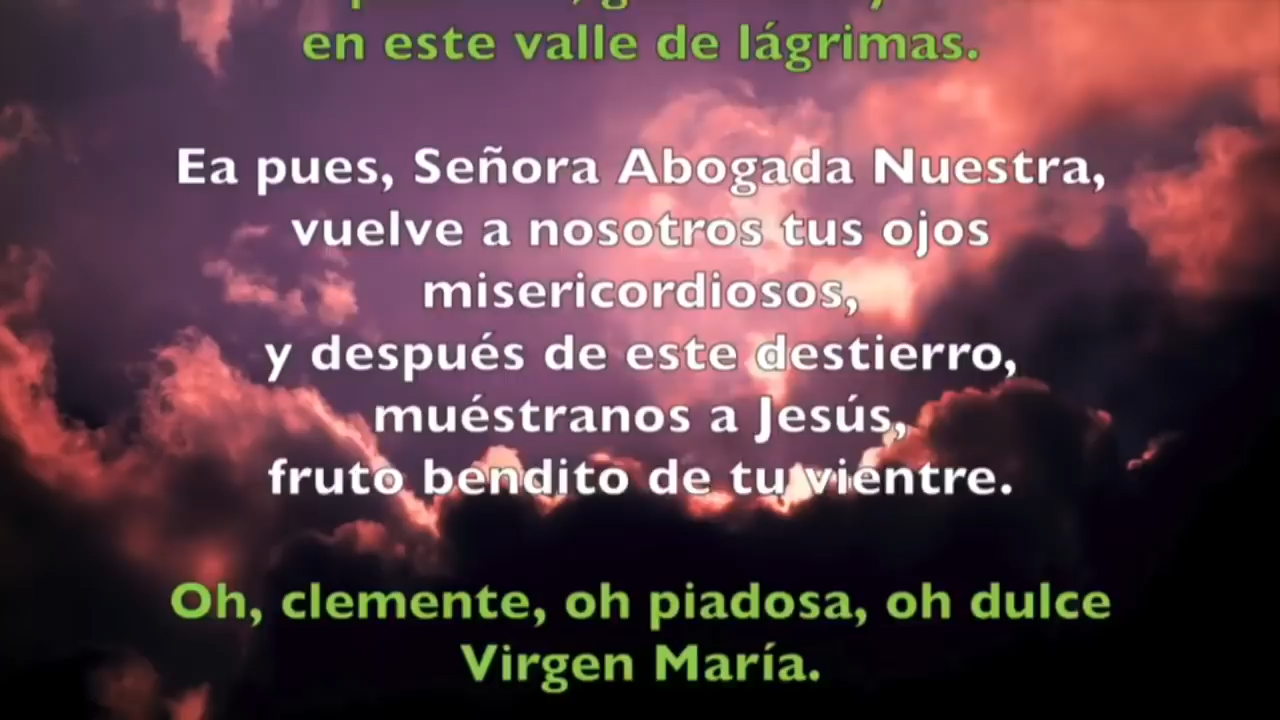 en este valle de lágrimas.
Ea pues, Señora Abogada Nuestra,
vuelve a nosotros tus ojos
misericordiosos,
y después de este destierro,
muéstranos a Jesús,
fruto bendito de tu vientre.
Oh, clemente, oh piadosa, oh dulce
Virgen María.